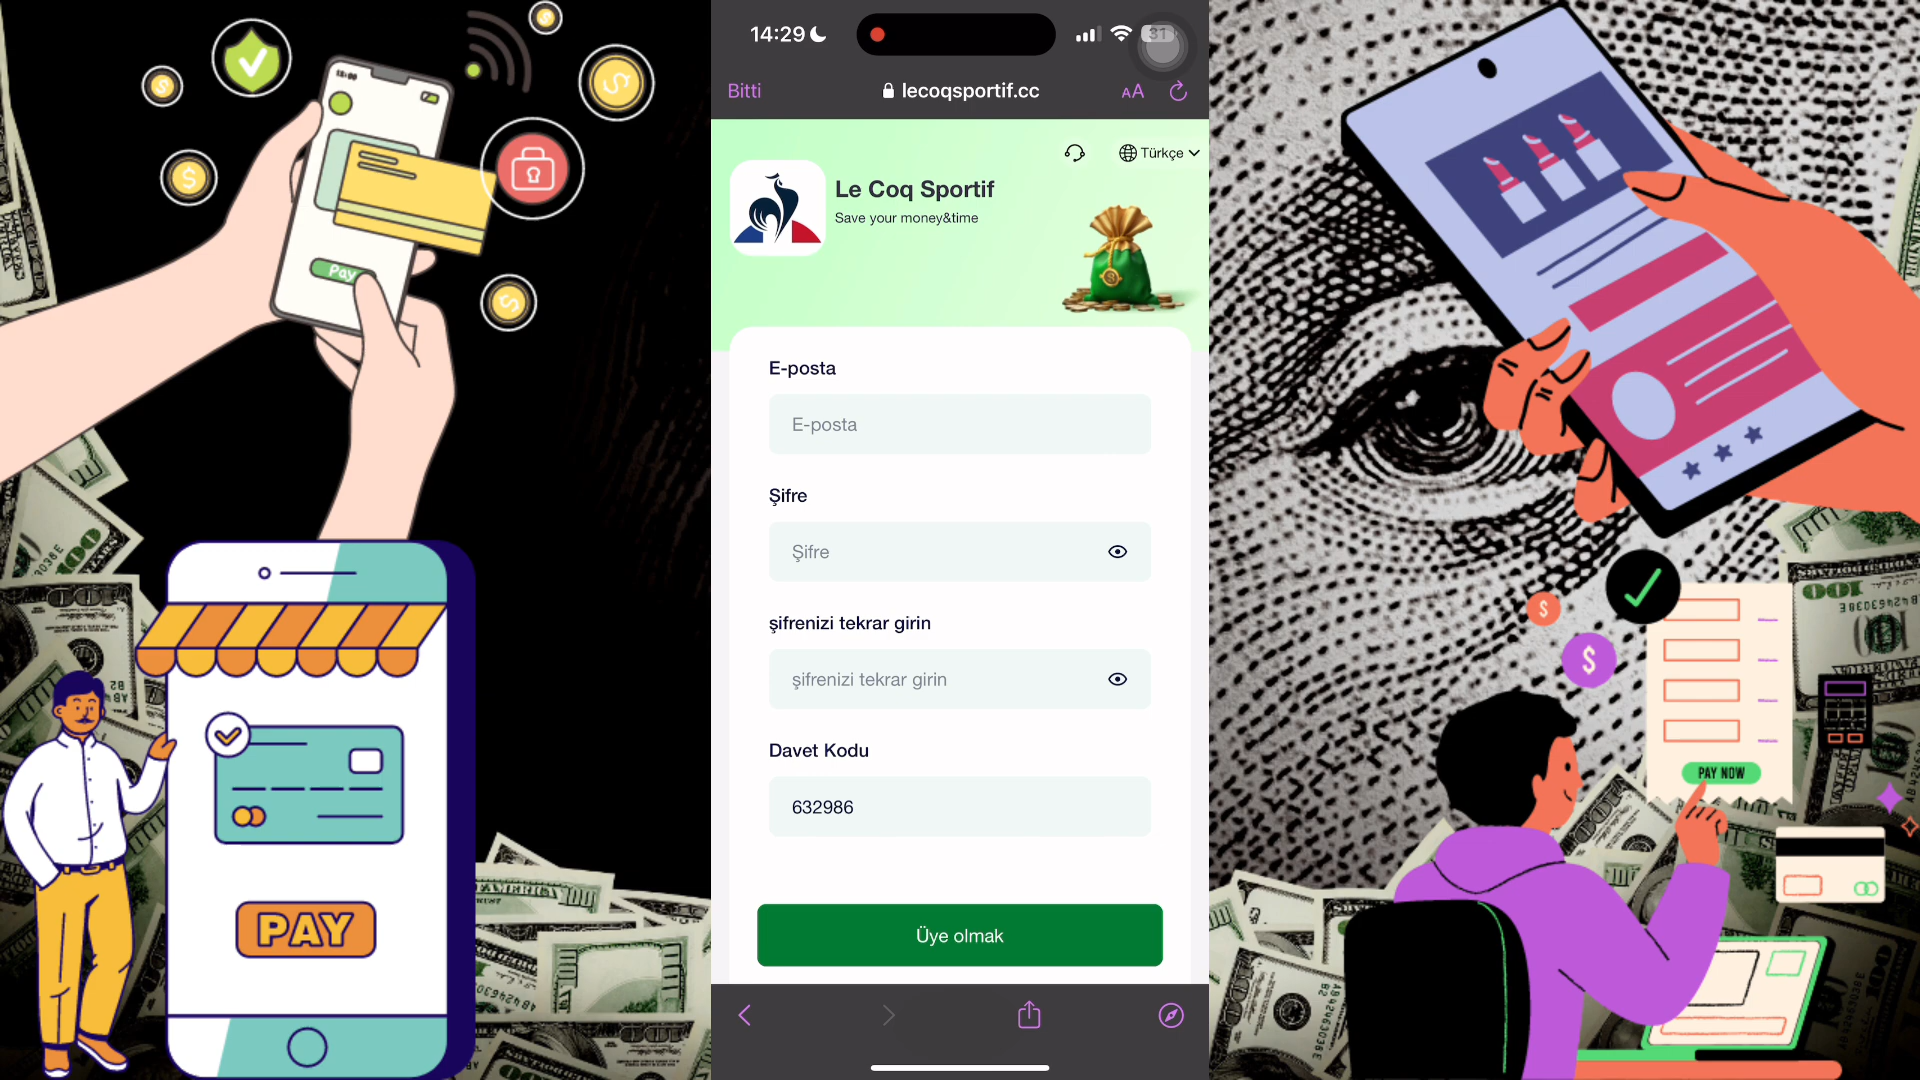 14:29
31
Bitti
lecoqsportif.cc
AA
Türkçe
Le Coq Sportif
Save your money&time
E-posta
E-posta
Şifre
Şifre
şifrenizi tekrar girin
şifrenizi tekrar girin
Davet Kodu
632986
Üye olmak
Pay
PAY
PAY NOW